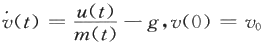 v̇(t) = u(t)/m(t) − g, v(0) = v₀